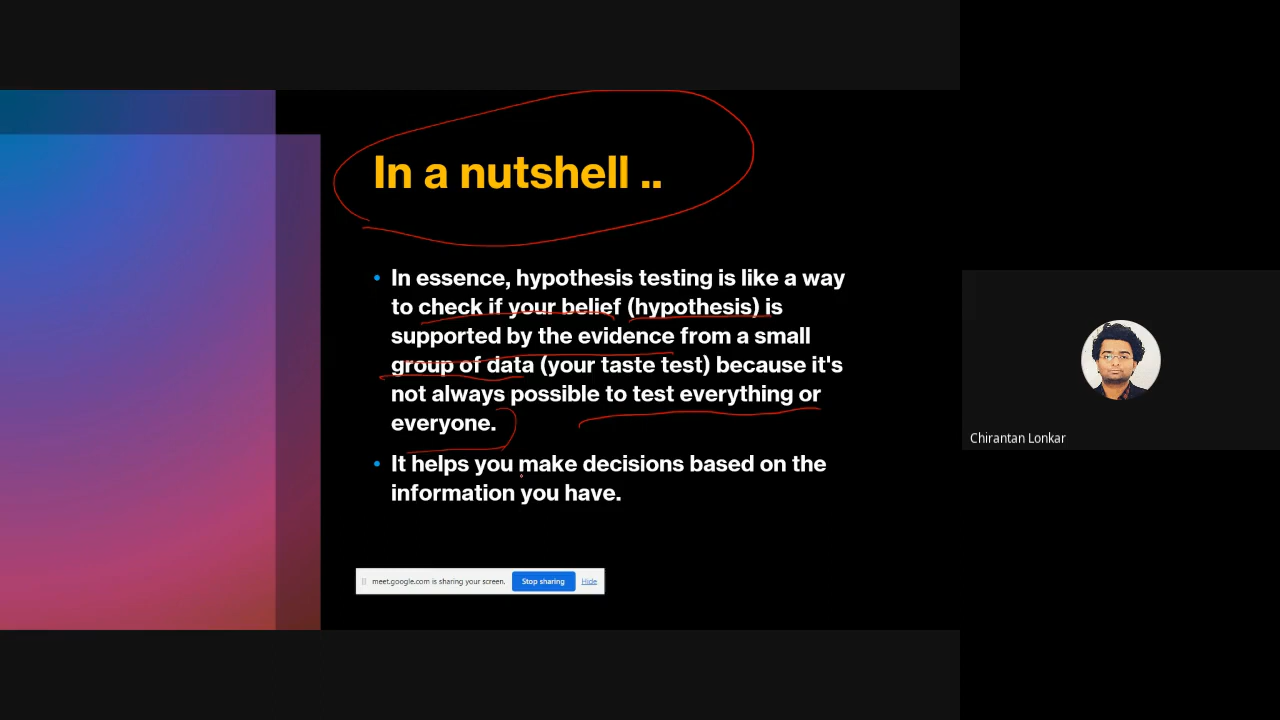 In a nutshell ..
In essence, hypothesis testing is like a way
to check if your belief (hypothesis) is
supported by the evidence from a small
group of data (your taste test) because it's
not always possible to test everything or
everyone.
It helps you make decisions based on the
information you have.
meet.google.com is sharing your screen. Stop sharing Hide
Chirantan Lonkar